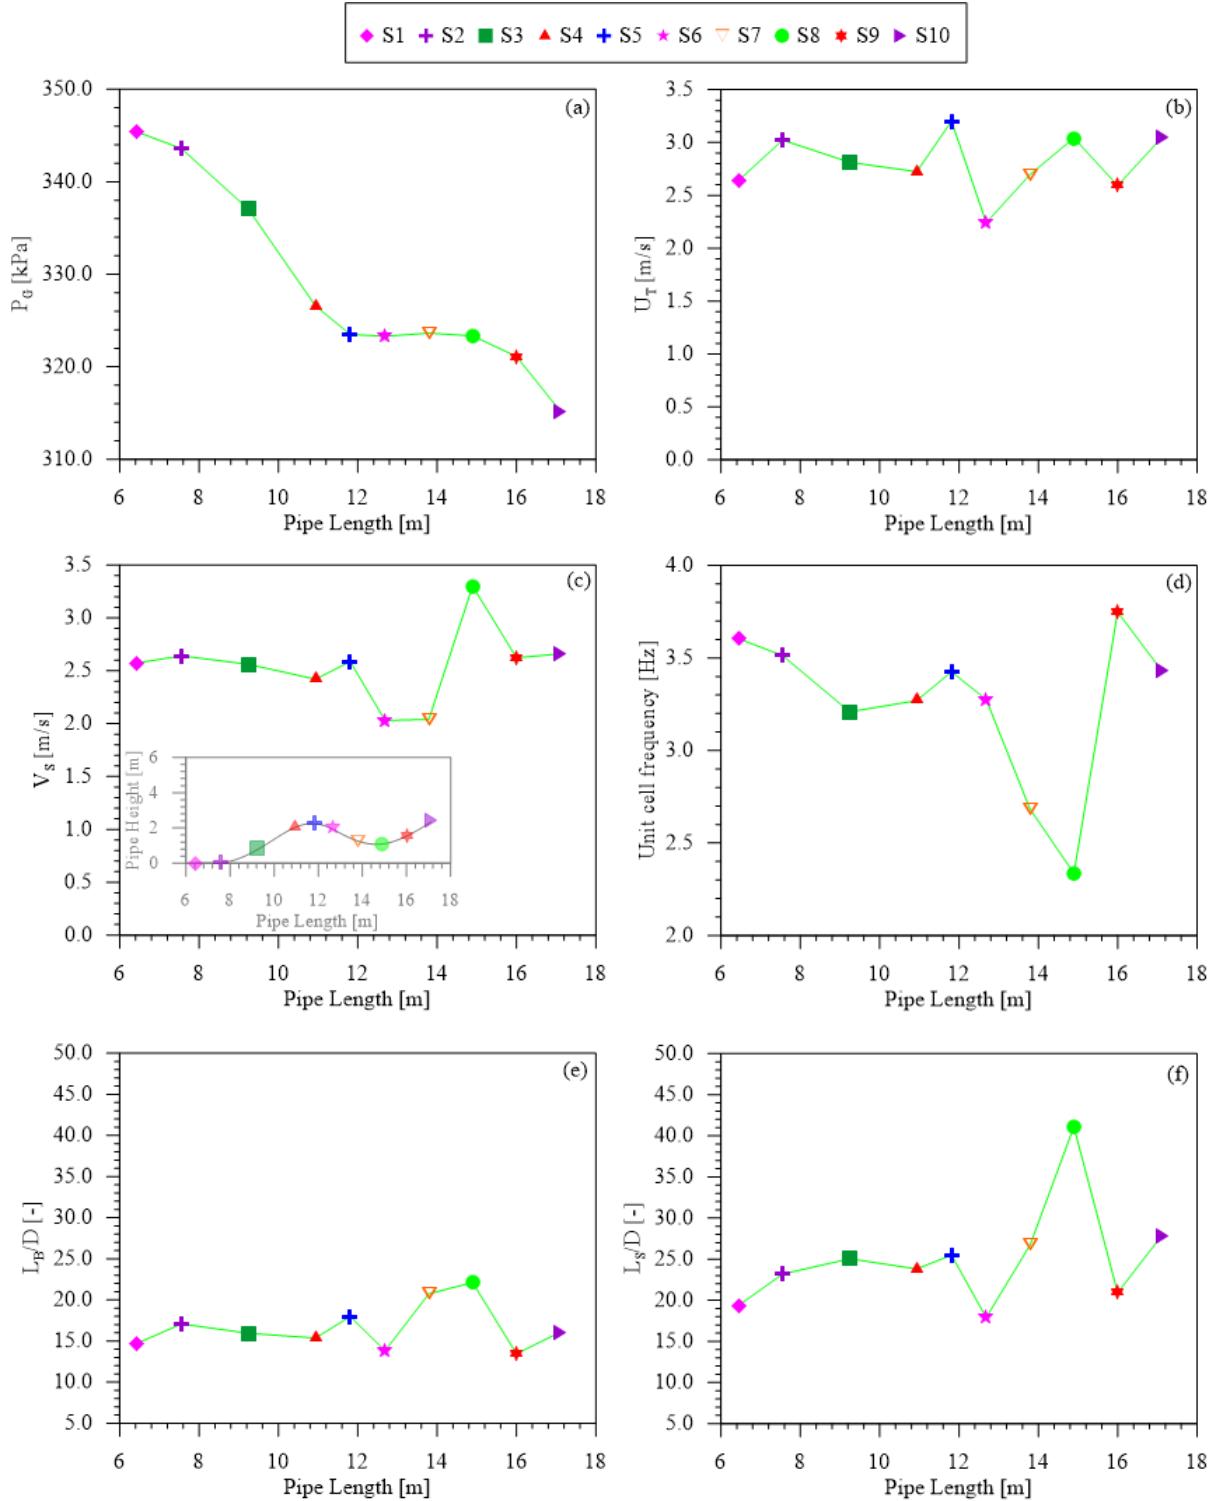 S1 S2 S3 S4 S5 S6 S7 S8 S9 S10
350.0
340.0
330.0
320.0
310.0
P_G [kPa]
(a)
6 8 10 12 14 16 18
Pipe Length [m]
3.5
3.0
2.5
2.0
1.5
1.0
0.5
0.0
U_T [m/s]
(b)
6 8 10 12 14 16 18
Pipe Length [m]
3.5
3.0
2.5
2.0
1.5
1.0
0.5
0.0
V_S [m/s]
(c)
6
4
2
0
Pipe Height [m]
6 8 10 12 14 16 18
Pipe Length [m]
6 8 10 12 14 16 18
Pipe Length [m]
4.0
3.5
3.0
2.5
2.0
Unit cell frequency [Hz]
(d)
6 8 10 12 14 16 18
Pipe Length [m]
50.0
45.0
40.0
35.0
30.0
25.0
20.0
15.0
10.0
5.0
L_B/D [-]
(e)
6 8 10 12 14 16 18
Pipe Length [m]
50.0
45.0
40.0
35.0
30.0
25.0
20.0
15.0
10.0
5.0
L_S/D [-]
(f)
6 8 10 12 14 16 18
Pipe Length [m]